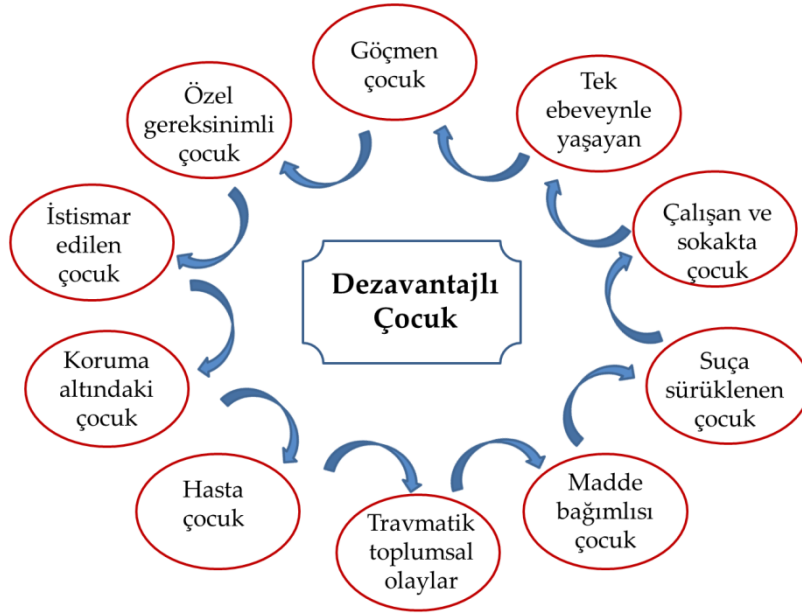 Göçmen
çocuk
Tek
ebeveynle
yaşayan
Çalışan ve
sokakta
çocuk
Suça
sürüklenen
çocuk
Madde
bağımlısı
çocuk
Travmatik
toplumsal
olaylar
Hasta
çocuk
Koruma
altındaki
çocuk
İstismar
edilen
çocuk
Özel
gereksinimli
çocuk
Dezavantajlı
Çocuk